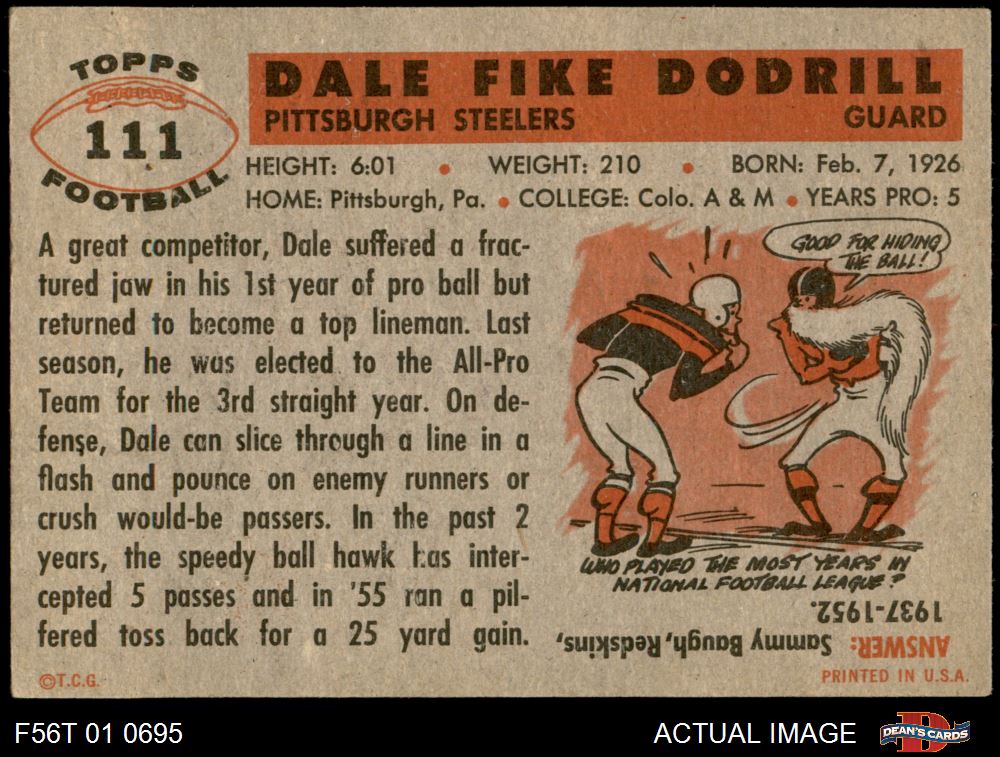 TOPPS
111
FOOTBALL
DALE FIKE DODRILL
PITTSBURGH STEELERS GUARD
HEIGHT: 6:01 • WEIGHT: 210 • BORN: Feb. 7, 1926
HOME: Pittsburgh, Pa. • COLLEGE: Colo. A & M • YEARS PRO: 5
A great competitor, Dale suffered a frac-
tured jaw in his 1st year of pro ball but
returned to become a top lineman. Last
season, he was elected to the All-Pro
Team for the 3rd straight year. On de-
fense, Dale can slice through a line in a
flash and pounce on enemy runners or
crush would-be passers. In the past 2
years, the speedy ball hawk has inter-
cepted 5 passes and in '55 ran a pil-
fered toss back for a 25 yard gain.
©T.C.G.
GOOD FOR HIDING
THE BALL!
WHO PLAYED THE MOST YEARS IN
NATIONAL FOOTBALL LEAGUE?
ANSWER: Sammy Baugh, Redskins,
1937-1952.
PRINTED IN U.S.A.
F56T 01 0695
ACTUAL IMAGE
D
DEAN'S CARDS